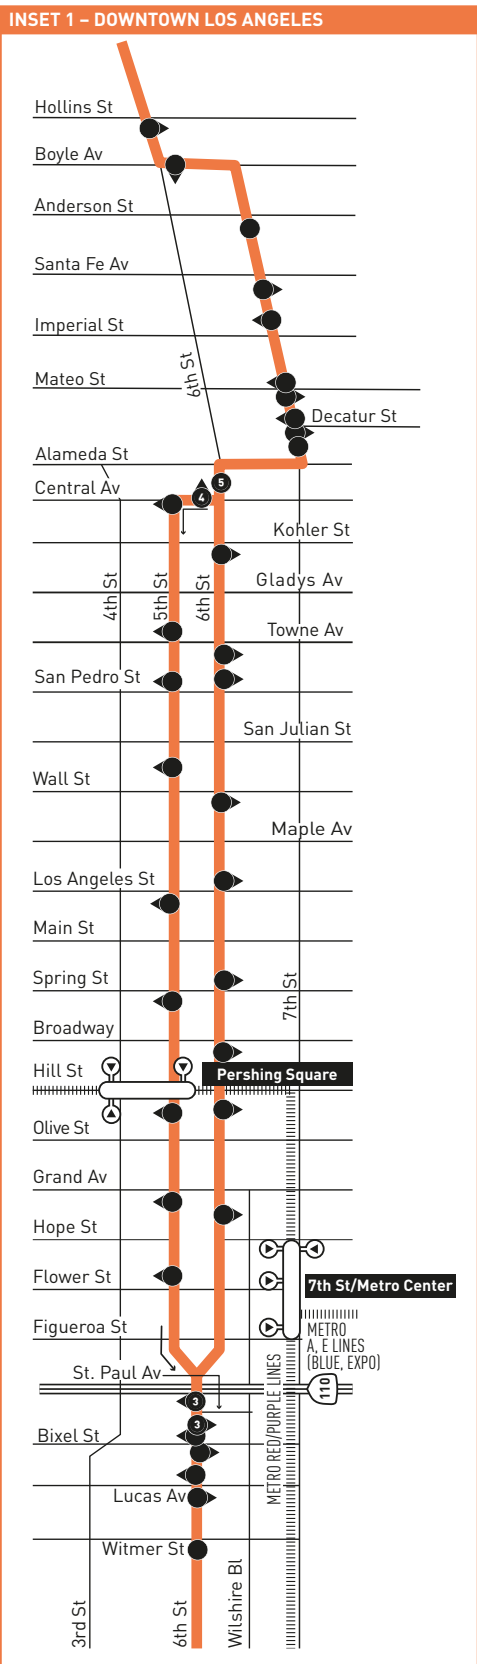 INSET 1 – DOWNTOWN LOS ANGELES
Hollins St
Boyle Av
Anderson St
Santa Fe Av
Imperial St
6th St
Mateo St
Decatur St
Alameda St
5
Central Av
4
Kohler St
4th St
5th St
6th St
Gladys Av
Towne Av
San Pedro St
San Julian St
Wall St
Maple Av
Los Angeles St
Main St
Spring St
7th St
Broadway
Hill St
Pershing Square
Olive St
Grand Av
Hope St
Flower St
7th St/Metro Center
Figueroa St
METRO
A, E LINES
(BLUE, EXPO)
St. Paul Av
110
METRO RED/PURPLE LINES
3
3
Bixel St
Lucas Av
Witmer St
3rd St
6th St
Wilshire Bl